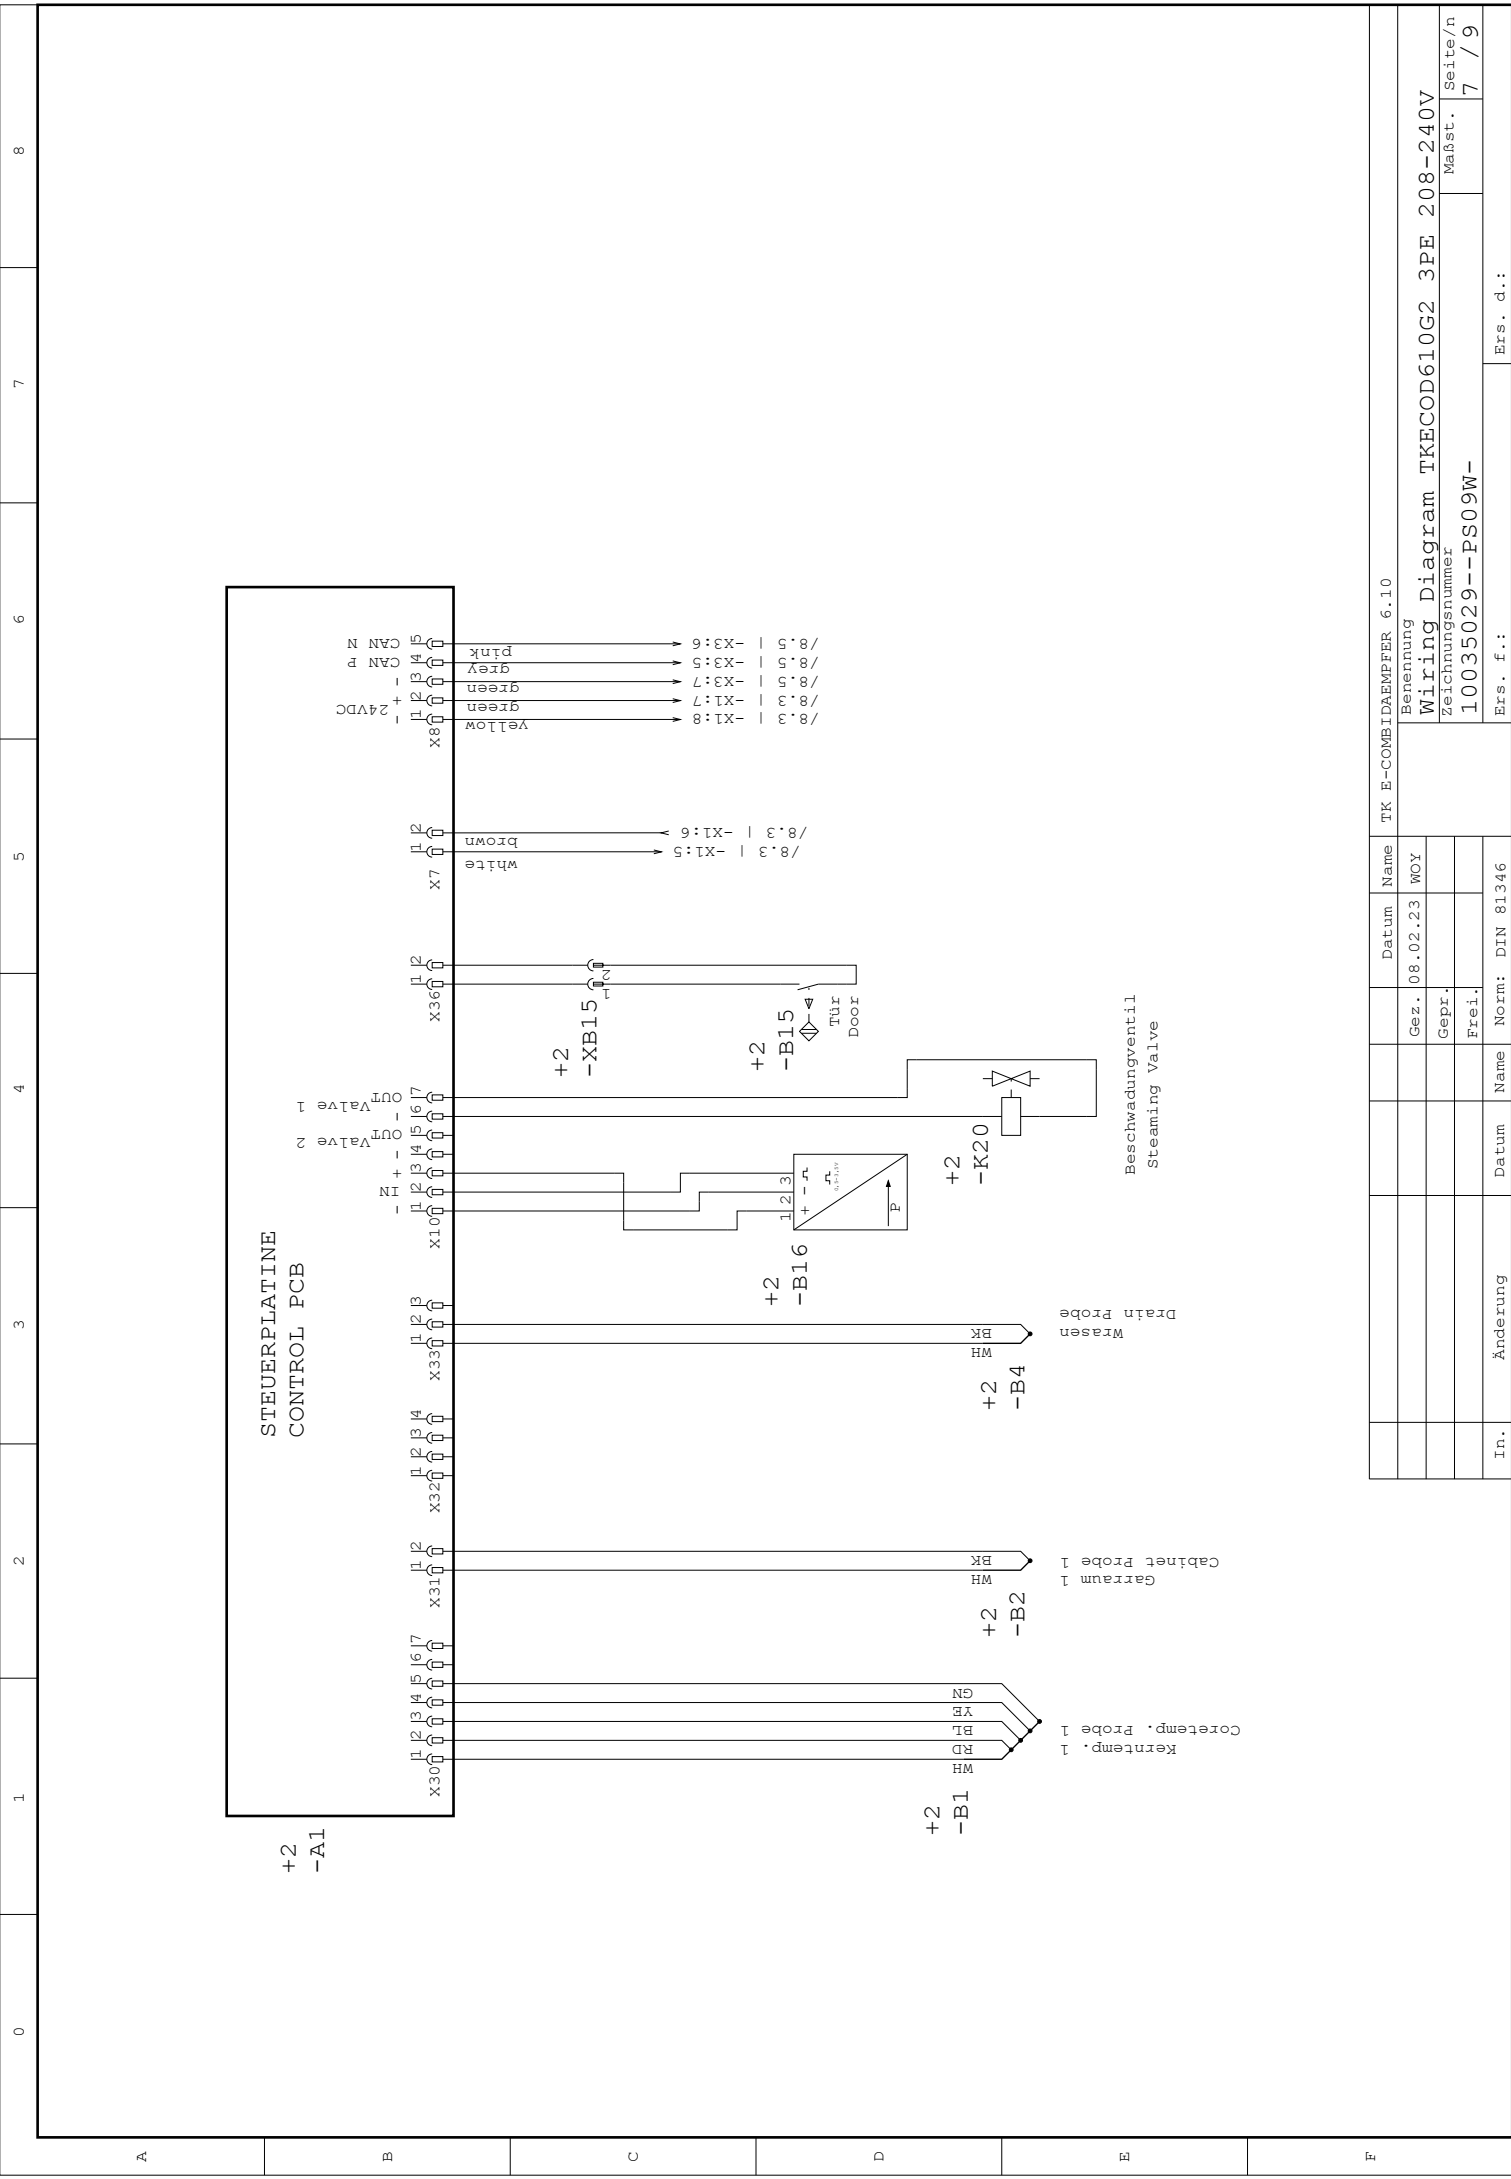 0 1 2 3 4 5 6 7 8
A
B
C
D
E
F
+2
-A1
STEUERPLATINE
CONTROL PCB
X30 1 2 3 4 5 6 7
X31 1 2
X32 1 2 3 4
X33 1 2 3
X10 1 2 3 4 5 6 7
- IN + - OUT - OUT
Valve 2
Valve 1
X36 1 2
X7 1 2
X8 1 2 3 4 5
- + - CAN P CAN N
24VDC
white
brown
yellow
green
green
grey
pink
/8.3 | -X1:5
/8.3 | -X1:6
/8.3 | -X1:8
/8.3 | -X1:7
/8.5 | -X3:7
/8.5 | -X3:5
/8.5 | -X3:6
+2
-XB15
1 2
+2
-B15
Tür
Door
+2
-B16
1 2 3
+ -
0,5-3,5V
P
+2
-K20
Beschwadungventil
Steaming Valve
+2
-B1
WH RD BL YE GN
Kerntemp. 1
Coretemp. Probe 1
+2
-B2
WH BK
Garraum 1
Cabinet Probe 1
+2
-B4
WH BK
Wrasen
Drain Probe
Datum Name
TK E-COMBIDAEMPFER 6.10
Gez. 08.02.23 WOY
Gepr.
Frei.
Benennung
Wiring Diagram TKECOD610G2 3PE 208-240V
Zeichnungsnummer
10035029--PS09W-
Maßst.
Seite/n
7 / 9
In. Änderung Datum Name Norm: DIN 81346 Ers. f.: Ers. d.: